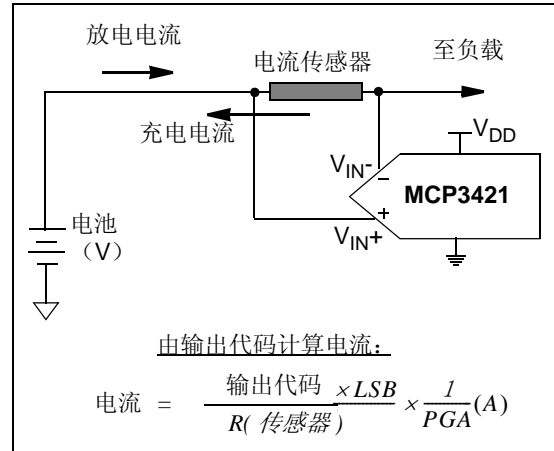 放电电流
电流传感器
至负载
充电电流
V_DD
V_IN-
−
MCP3421
+
V_IN+
电池
（V）
由输出代码计算电流：
电流 = 输出代码 ×LSB / R( 传感器 ) × 1 / PGA (A)